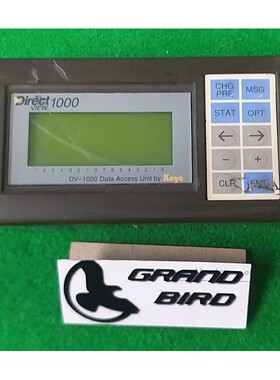 Direct
VIEW 1000
CHG
PRF
MSG
STAT
OPT
← →
- +
CLR
ENT
DV-1000 Data Access Unit by Koyo
GRAND
BIRD